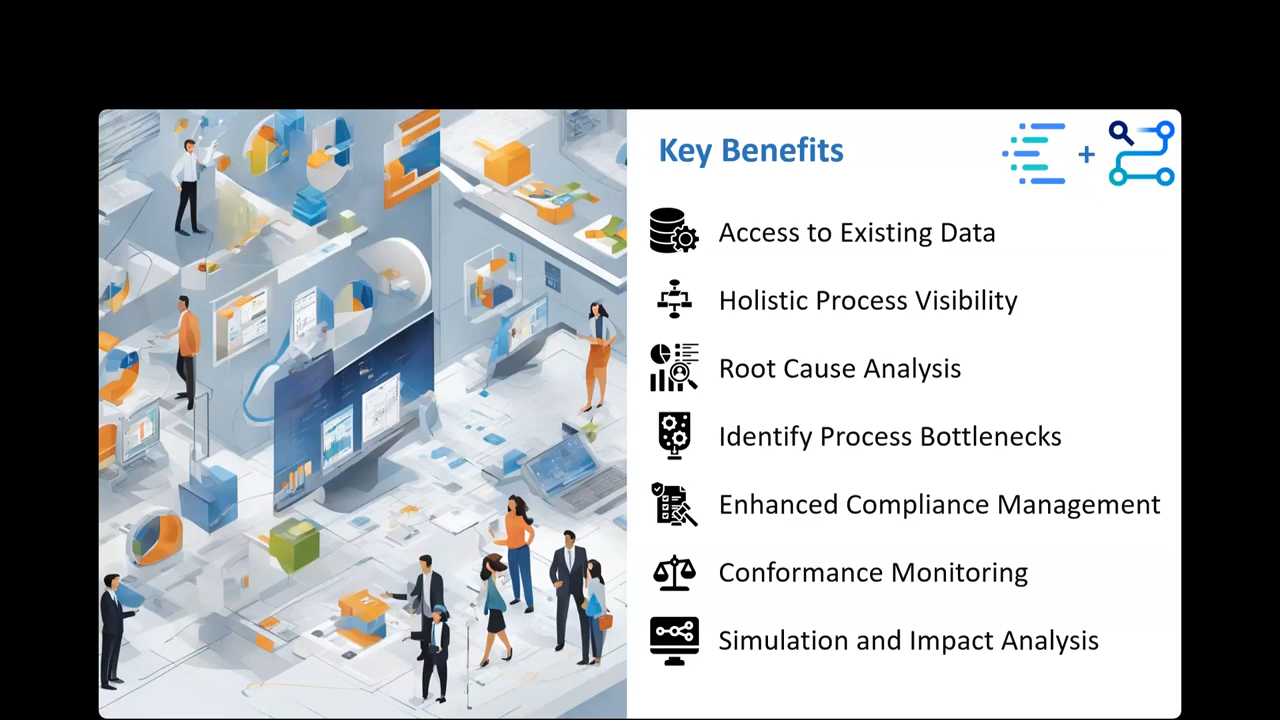 Key Benefits
+
Access to Existing Data
Holistic Process Visibility
Root Cause Analysis
Identify Process Bottlenecks
Enhanced Compliance Management
Conformance Monitoring
Simulation and Impact Analysis